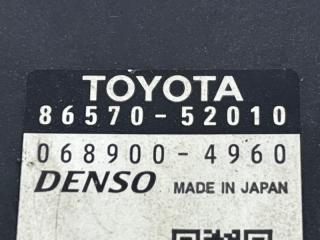 TOYOTA
86570-52010
068900-4960
DENSO MADE IN JAPAN